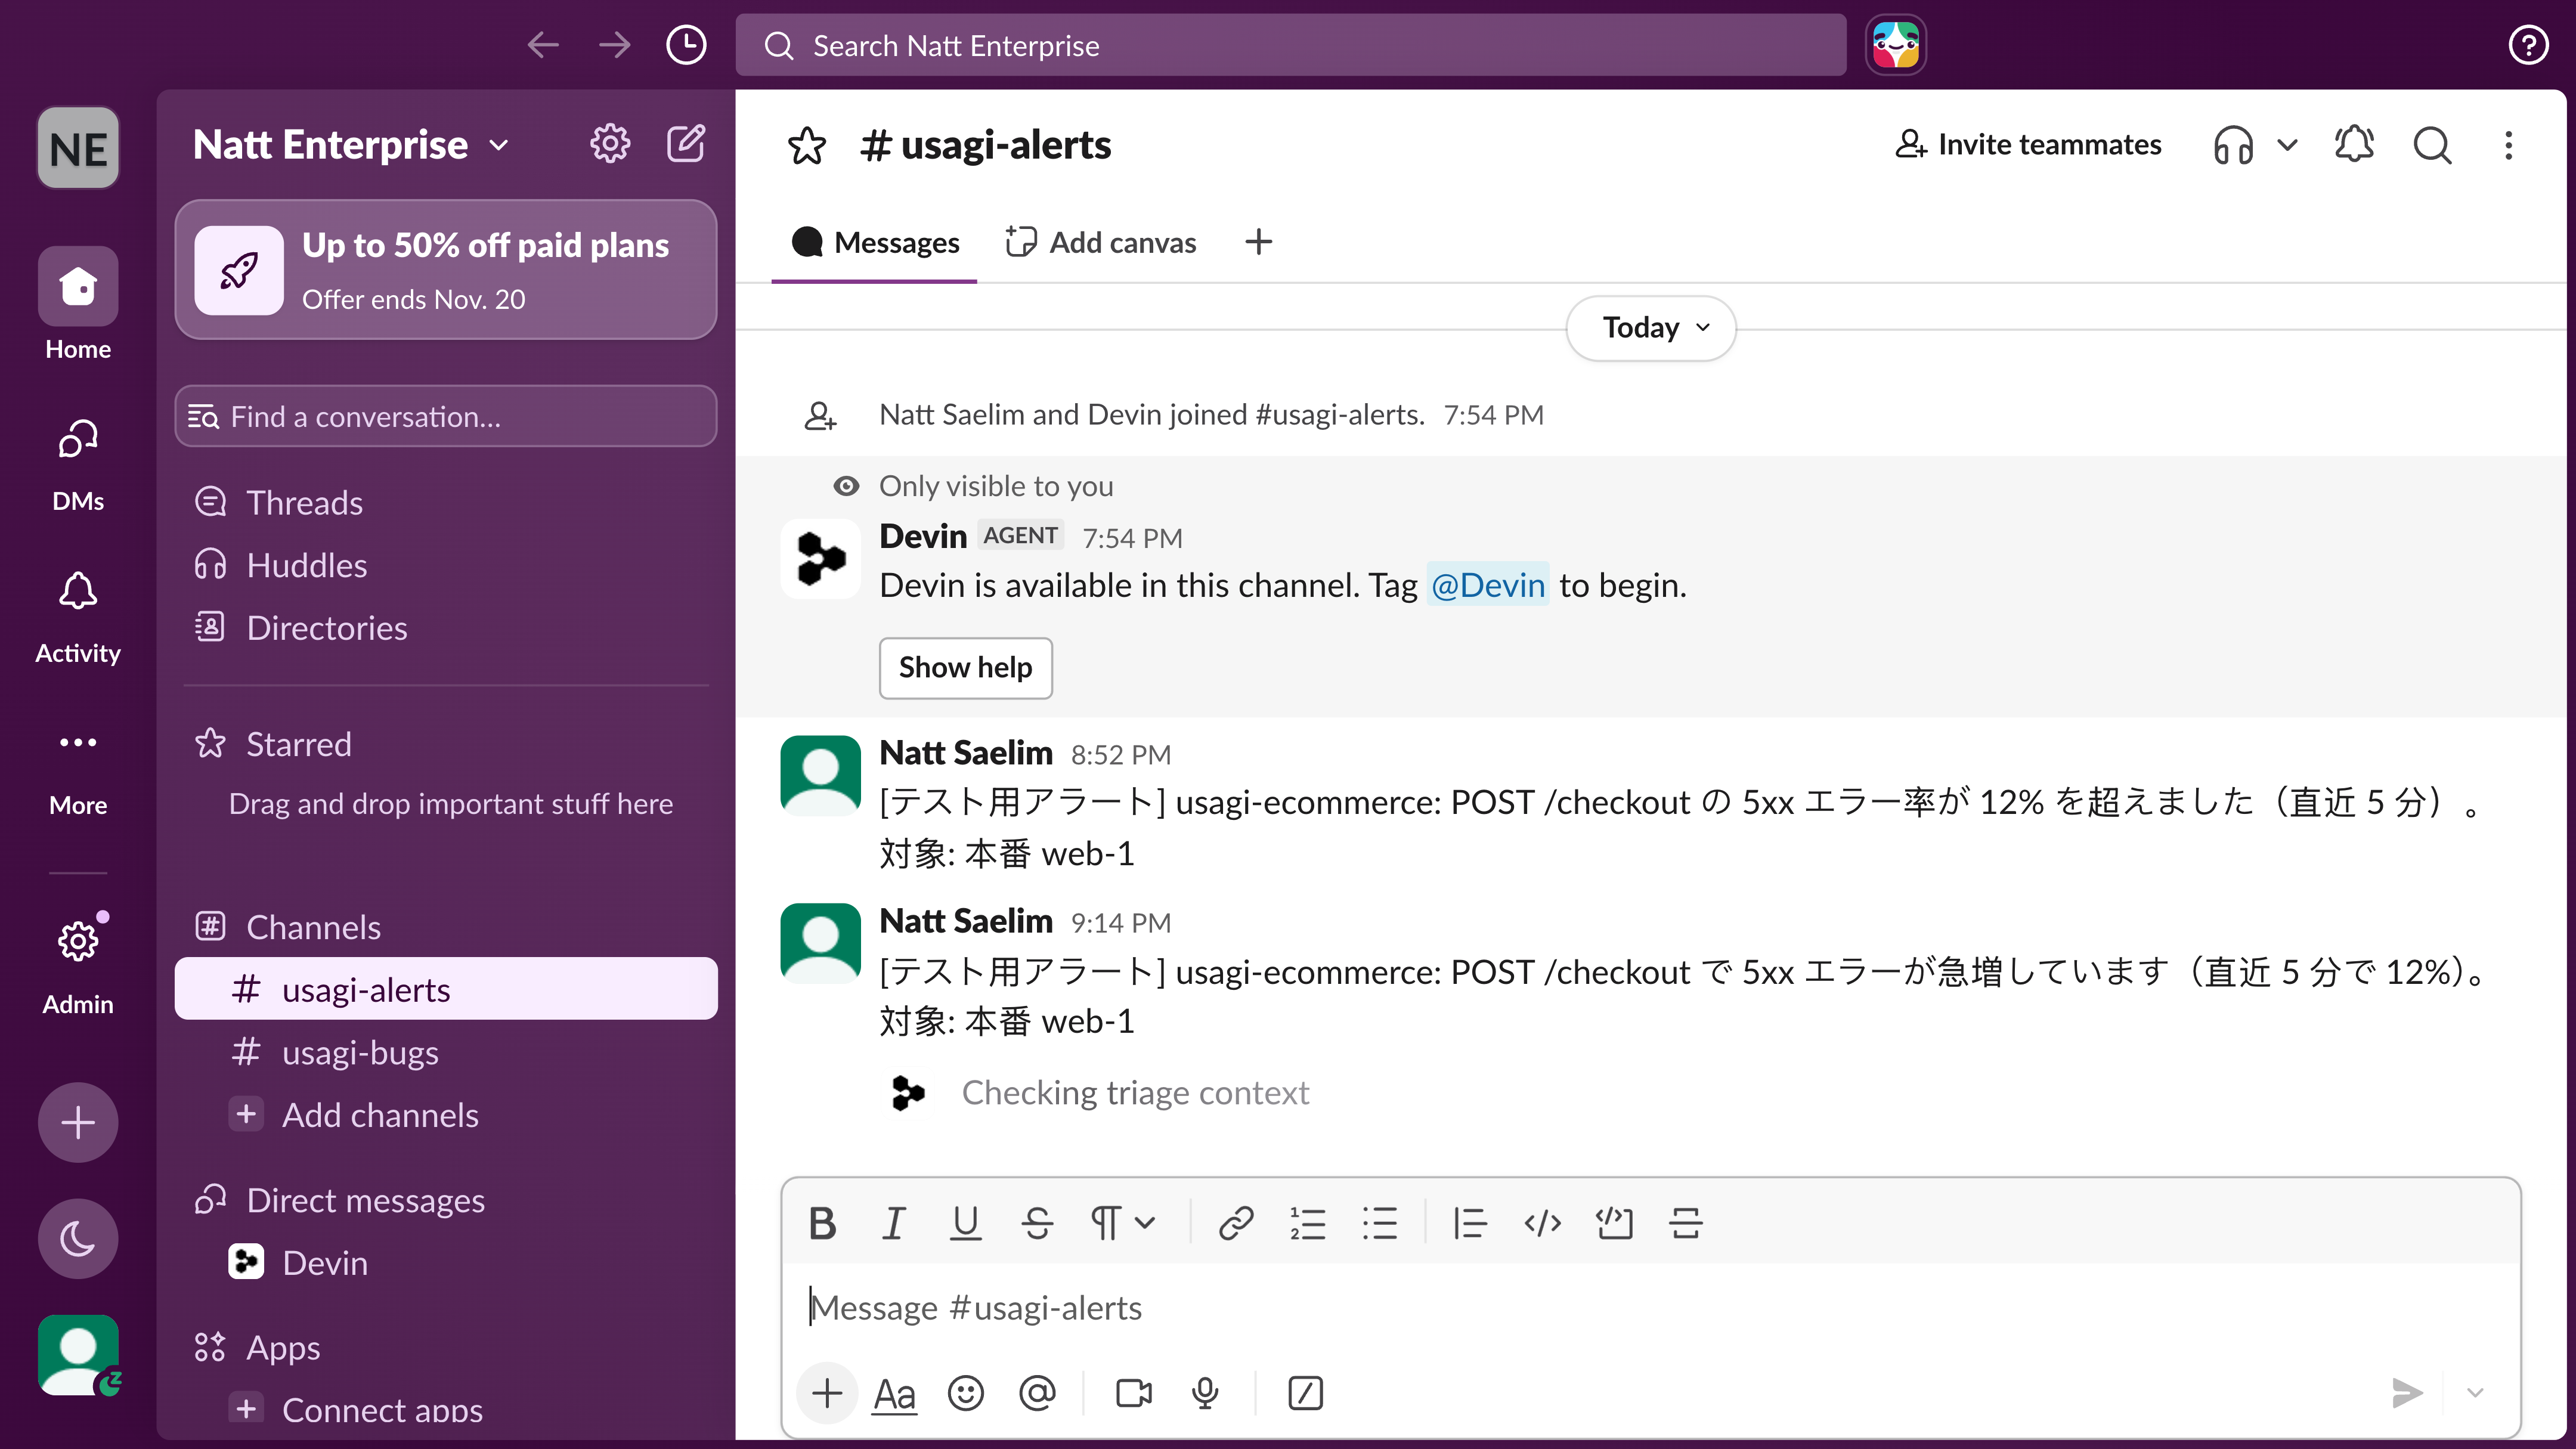 Search Natt Enterprise
NE
Home
DMs
Activity
More
Admin
Natt Enterprise
Up to 50% off paid plans
Offer ends Nov. 20
Find a conversation...
Threads
Huddles
Directories
Starred
Drag and drop important stuff here
Channels
# usagi-alerts
# usagi-bugs
Add channels
Direct messages
Devin
Apps
Connect apps
# usagi-alerts
Invite teammates
Messages
Add canvas
Today
Natt Saelim and Devin joined #usagi-alerts. 7:54 PM
Only visible to you
Devin AGENT 7:54 PM
Devin is available in this channel. Tag @Devin to begin.
Show help
Natt Saelim 8:52 PM
[テスト用アラート] usagi-ecommerce: POST /checkout の 5xx エラー率が 12% を超えました（直近 5 分）。
対象: 本番 web-1
Natt Saelim 9:14 PM
[テスト用アラート] usagi-ecommerce: POST /checkout で 5xx エラーが急増しています（直近 5 分で 12%）。
対象: 本番 web-1
Checking triage context
Message #usagi-alerts
Aa